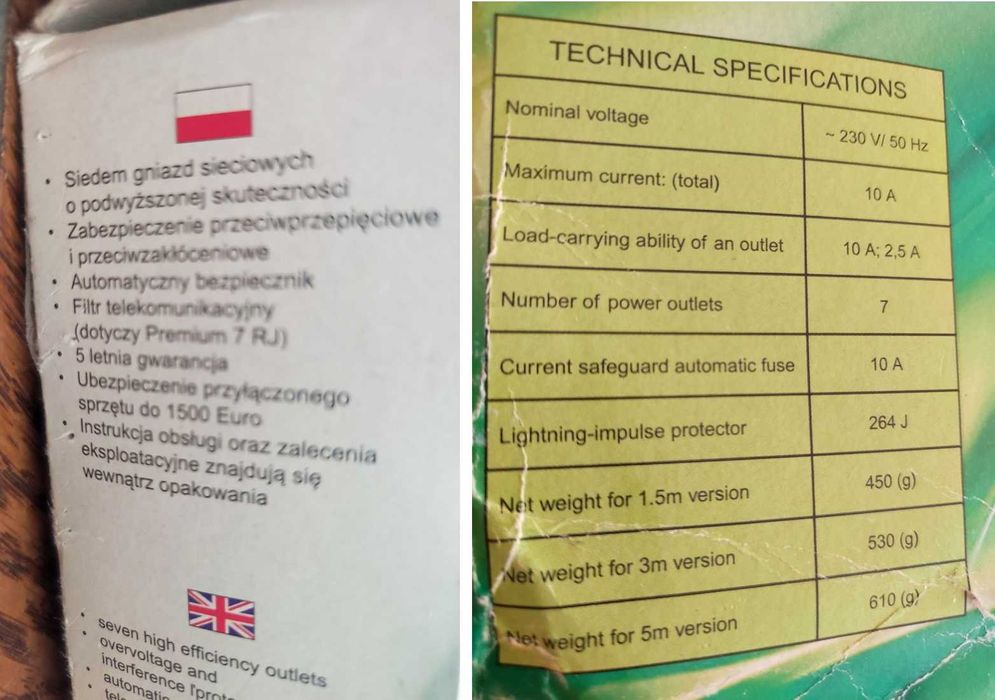 • Siedem gniazd sieciowych
o podwyższonej skuteczności
• Zabezpieczenie przeciwprzepięciowe
i przeciwzakłóceniowe
• Automatyczny bezpiecznik
• Filtr telekomunikacyjny
(dotyczy Premium 7 RJ)
• 5 letnia gwarancja
• Ubezpieczenie przyłączonego
sprzętu do 1500 Euro
• Instrukcja obsługi oraz zalecenia
eksploatacyjne znajdują się
wewnątrz opakowania
• seven high efficiency outlets
• overvoltage and
interference
TECHNICAL SPECIFICATIONS
Nominal voltage ~ 230 V/ 50 Hz
Maximum current: (total) 10 A
Load-carrying ability of an outlet 10 A; 2,5 A
Number of power outlets 7
Current safeguard automatic fuse 10 A
Lightning-impulse protector 264 J
Net weight for 1.5m version 450 (g)
Net weight for 3m version 530 (g)
Net weight for 5m version 610 (g)